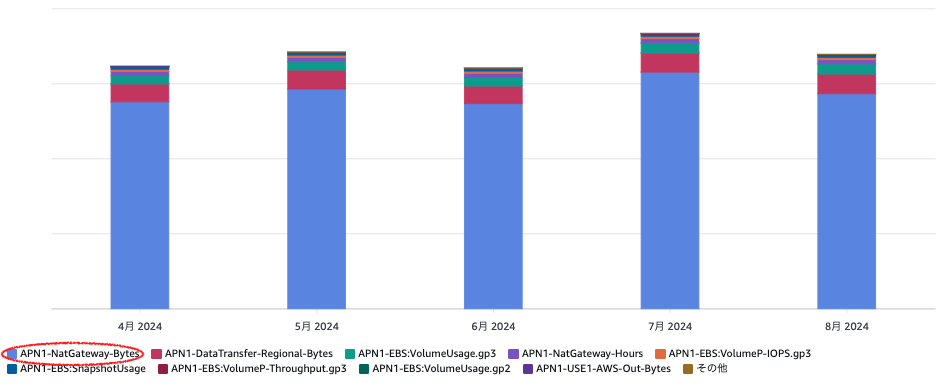 4月 2024 5月 2024 6月 2024 7月 2024 8月 2024
APN1-NatGateway-Bytes APN1-DataTransfer-Regional-Bytes APN1-EBS:VolumeUsage.gp3 APN1-NatGateway-Hours APN1-EBS:VolumeP-IOPS.gp3
APN1-EBS:SnapshotUsage APN1-EBS:VolumeP-Throughput.gp3 APN1-EBS:VolumeUsage.gp2 APN1-USE1-AWS-Out-Bytes その他